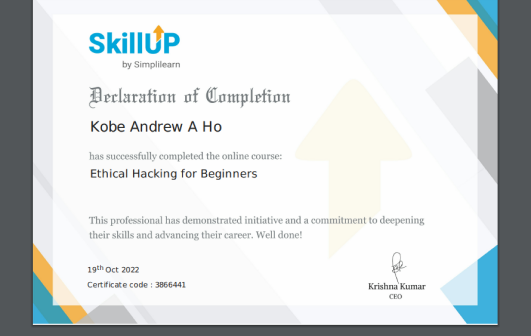 SkillUP
by Simplilearn
Declaration of Completion
Kobe Andrew A Ho
has successfully completed the online course:
Ethical Hacking for Beginners
This professional has demonstrated initiative and a commitment to deepening
their skills and advancing their career. Well done!
19th Oct 2022
Certificate code : 3866441
Krishna Kumar
CEO